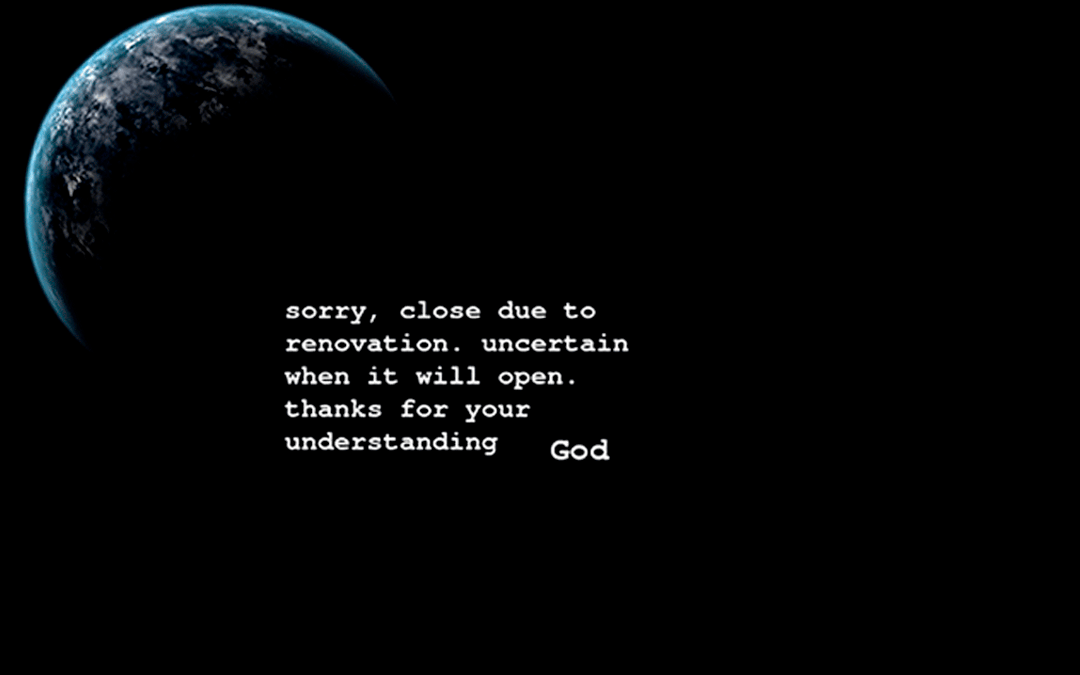 sorry, close due to
renovation. uncertain
when it will open.
thanks for your
understanding
God